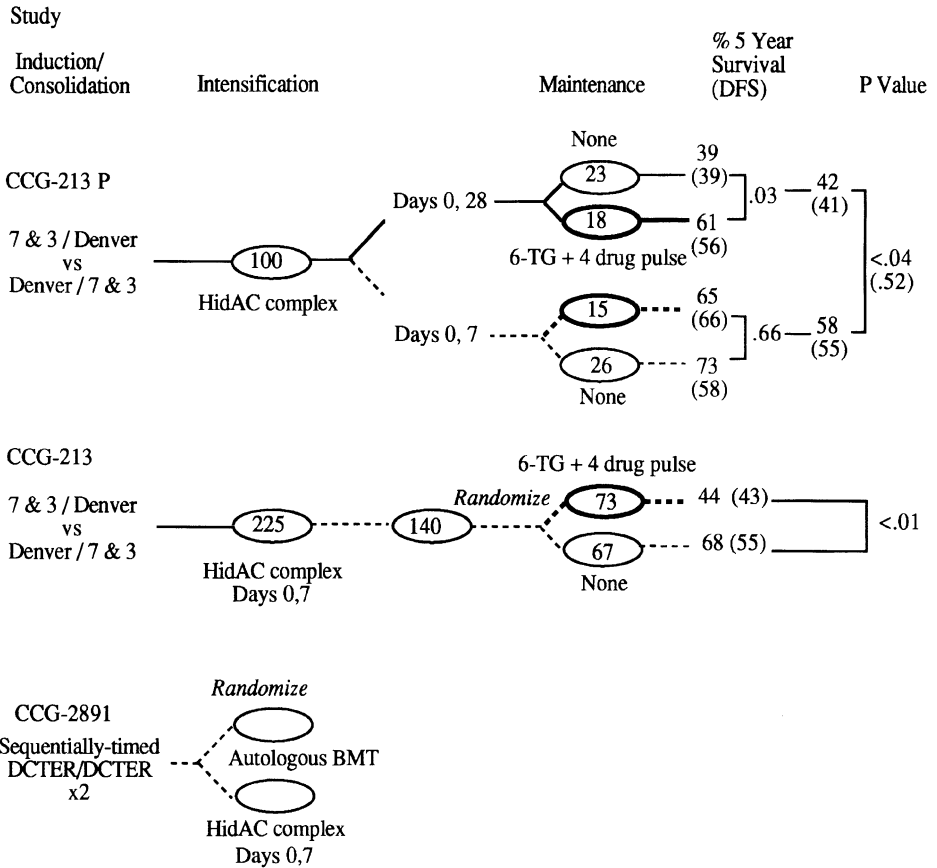 Study
Induction/
Consolidation
Intensification
Maintenance
% 5 Year
Survival
(DFS)
P Value
CCG-213 P
7 & 3 / Denver
vs
Denver / 7 & 3
100
HidAC complex
Days 0, 28
None
23
39
(39)
18
61
(56)
6-TG + 4 drug pulse
.03
42
(41)
Days 0, 7
15
65
(66)
26
73
(58)
None
.66
58
(55)
<.04
(.52)
CCG-213
7 & 3 / Denver
vs
Denver / 7 & 3
225
HidAC complex
Days 0,7
140
Randomize
6-TG + 4 drug pulse
73
44 (43)
67
68 (55)
None
<.01
CCG-2891
Sequentially-timed
DCTER/DCTER
x2
Randomize
Autologous BMT
HidAC complex
Days 0,7